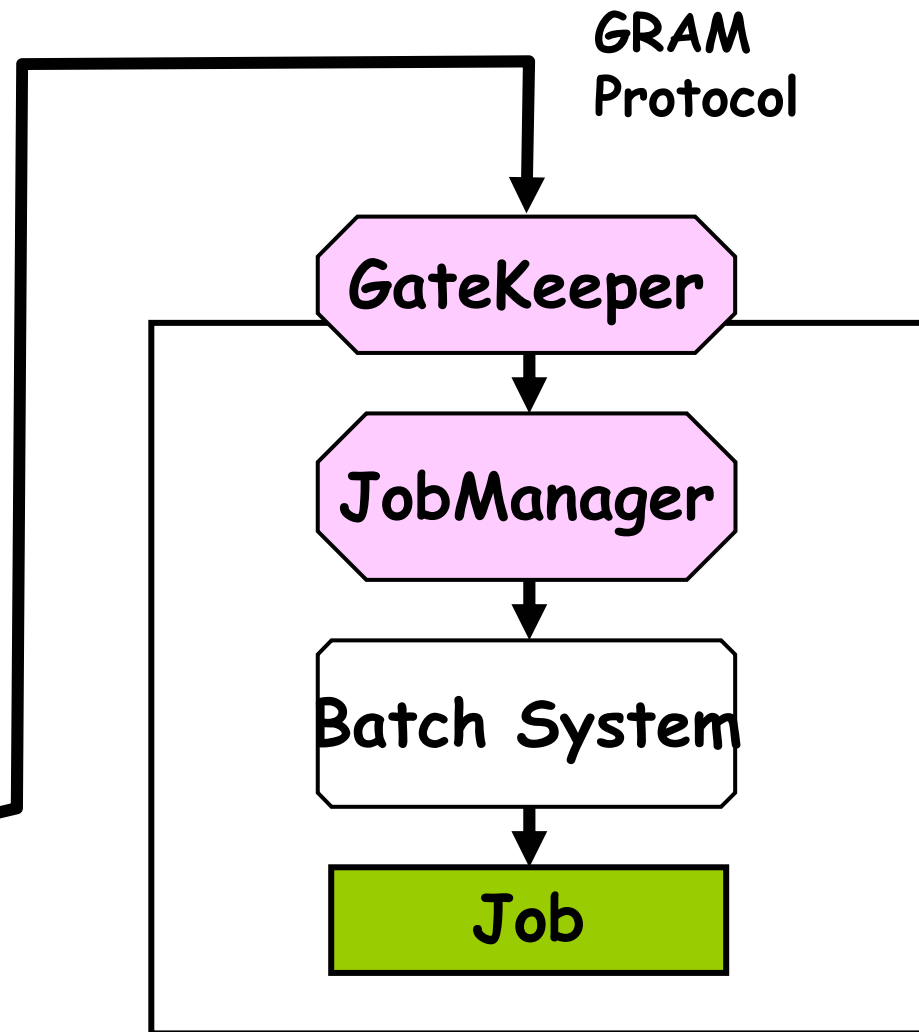 GRAM
Protocol
GateKeeper
JobManager
Batch System
Job